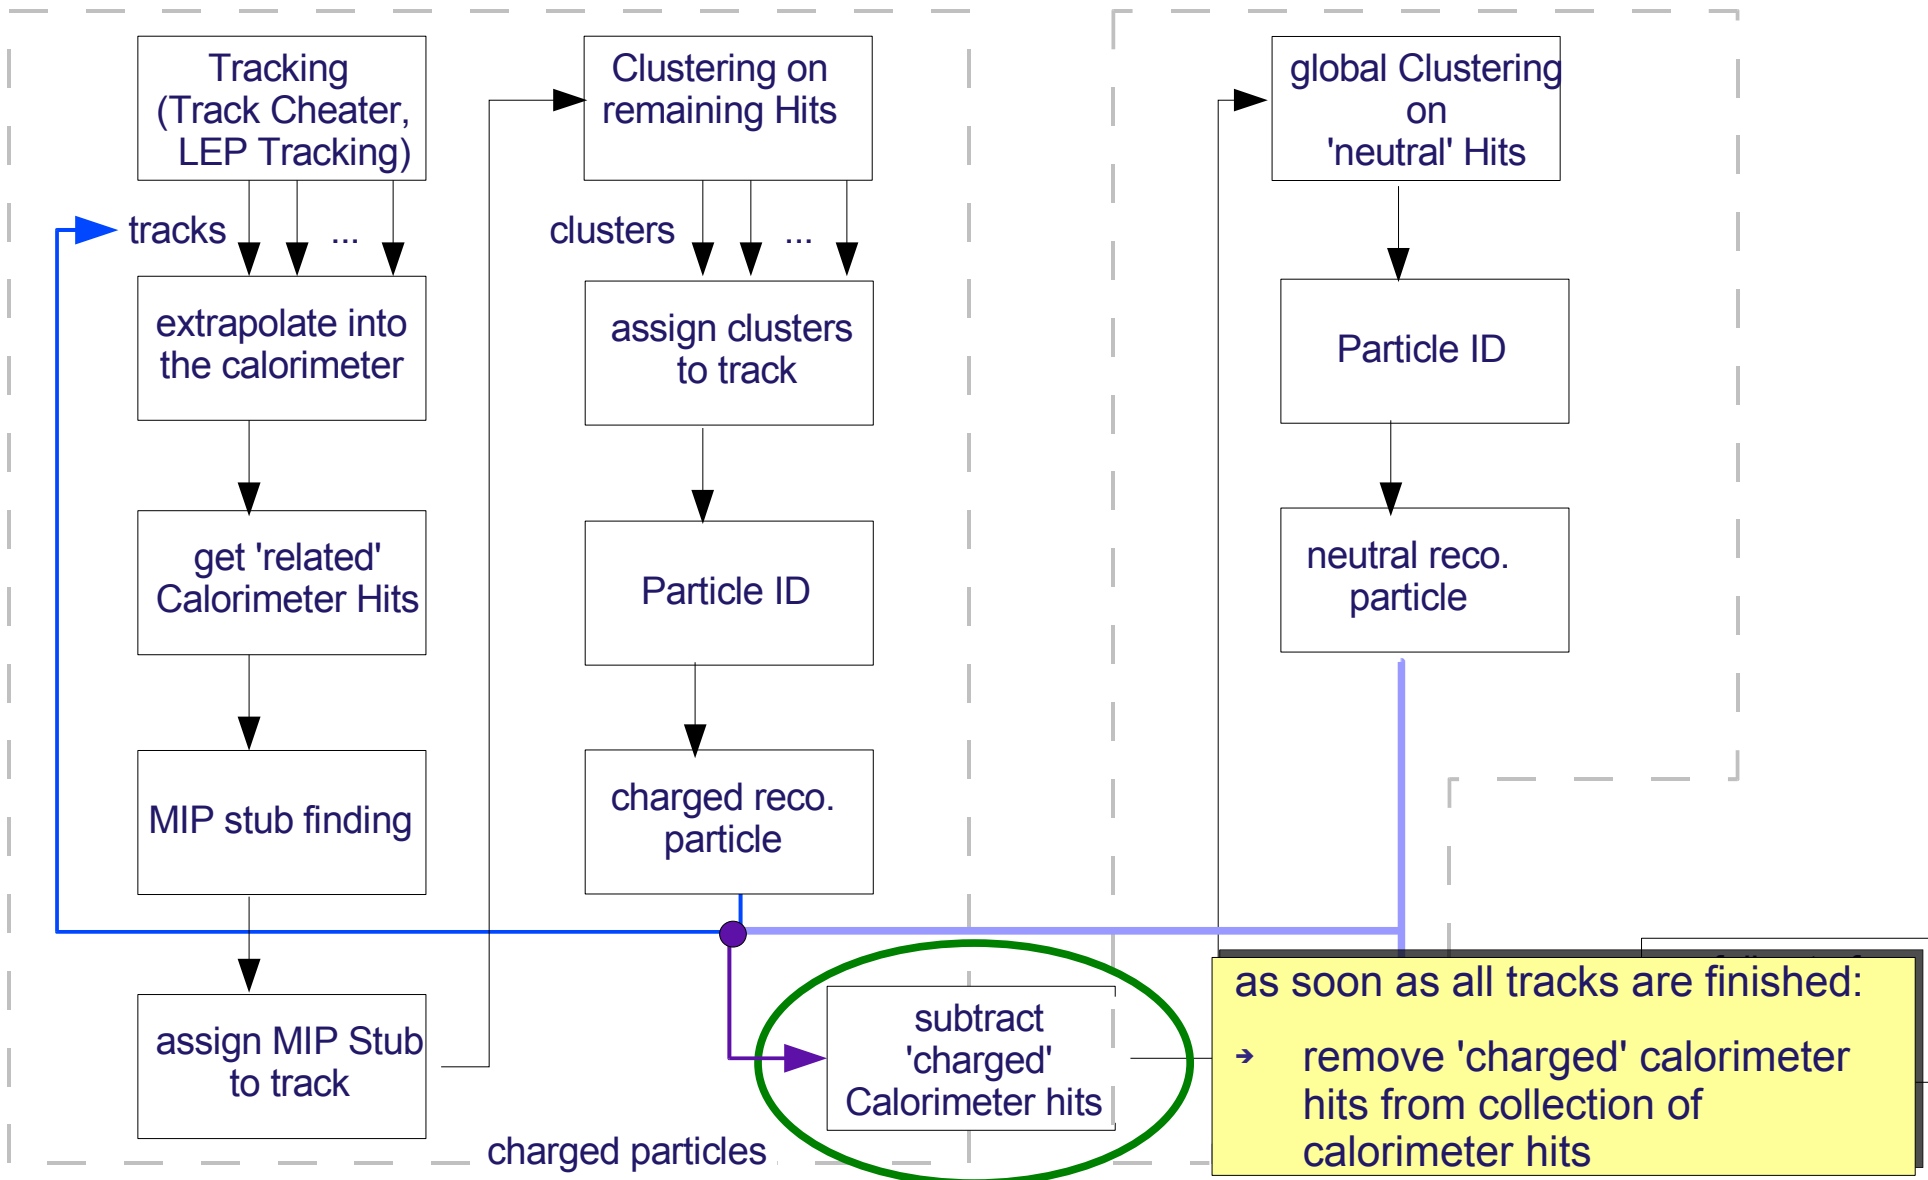 Tracking
(Track Cheater,
LEP Tracking)
tracks
...
extrapolate into
the calorimeter
get 'related'
Calorimeter Hits
MIP stub finding
assign MIP Stub
to track
Clustering on
remaining Hits
clusters
...
assign clusters
to track
Particle ID
charged reco.
particle
subtract
'charged'
Calorimeter hits
charged particles
global Clustering
on
'neutral' Hits
Particle ID
neutral reco.
particle
as soon as all tracks are finished:
➔ remove 'charged' calorimeter
hits from collection of
calorimeter hits